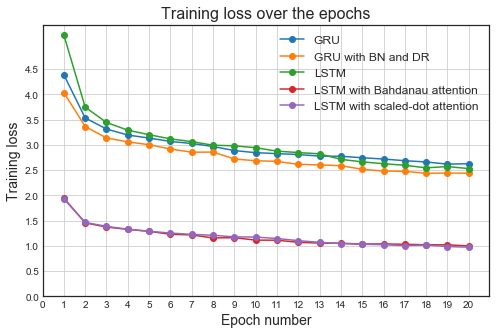 Training loss over the epochs
GRU
GRU with BN and DR
LSTM
LSTM with Bahdanau attention
LSTM with scaled-dot attention
Training loss
4.5
4.0
3.5
3.0
2.5
2.0
1.5
1.0
0.5
0.0
0 1 2 3 4 5 6 7 8 9 10 11 12 13 14 15 16 17 18 19 20
Epoch number